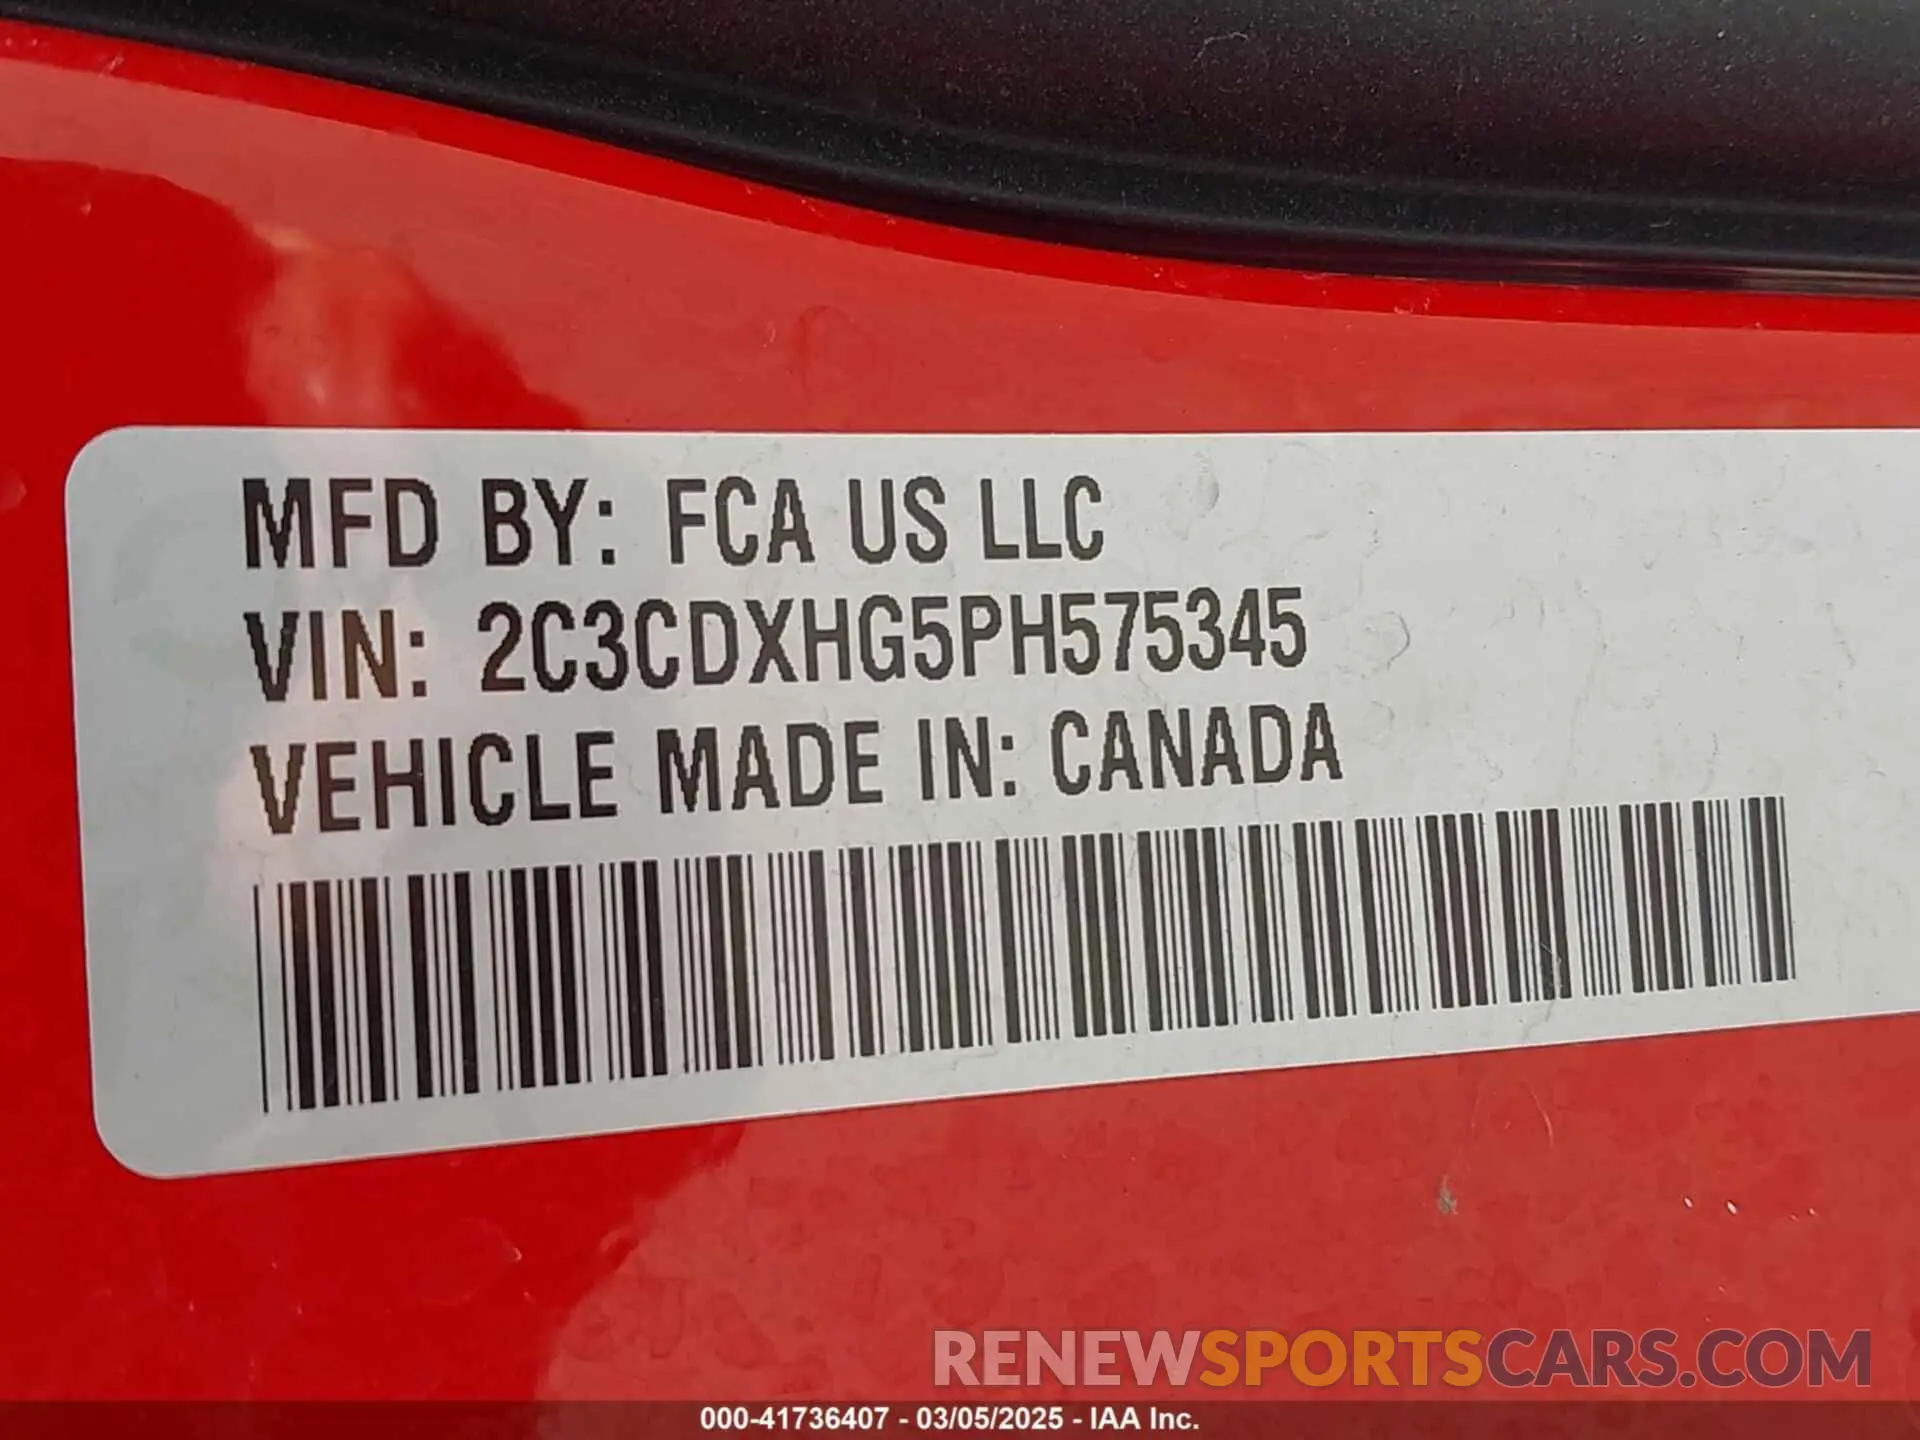 MFD BY: FCA US LLC
VIN: 2C3CDXHG5PH575345
VEHICLE MADE IN: CANADA
RENEWSPORTSCARS.COM
000-41736407 - 03/05/2025 - IAA Inc.